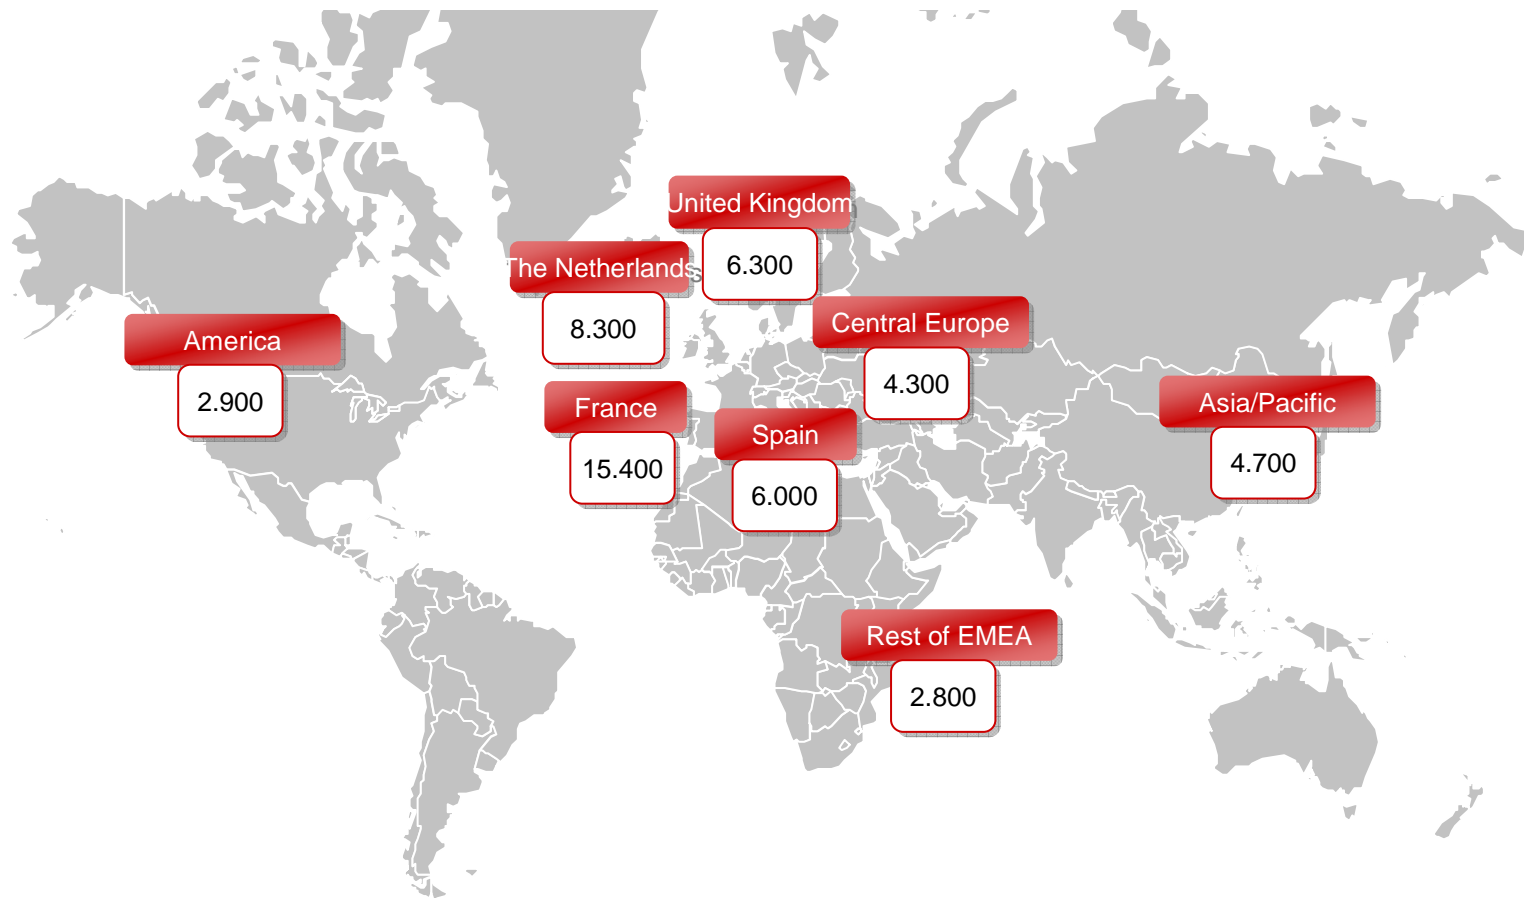 United Kingdom
6.300
The Netherlands
8.300
Central Europe
4.300
America
2.900
France
15.400
Spain
6.000
Asia/Pacific
4.700
Rest of EMEA
2.800